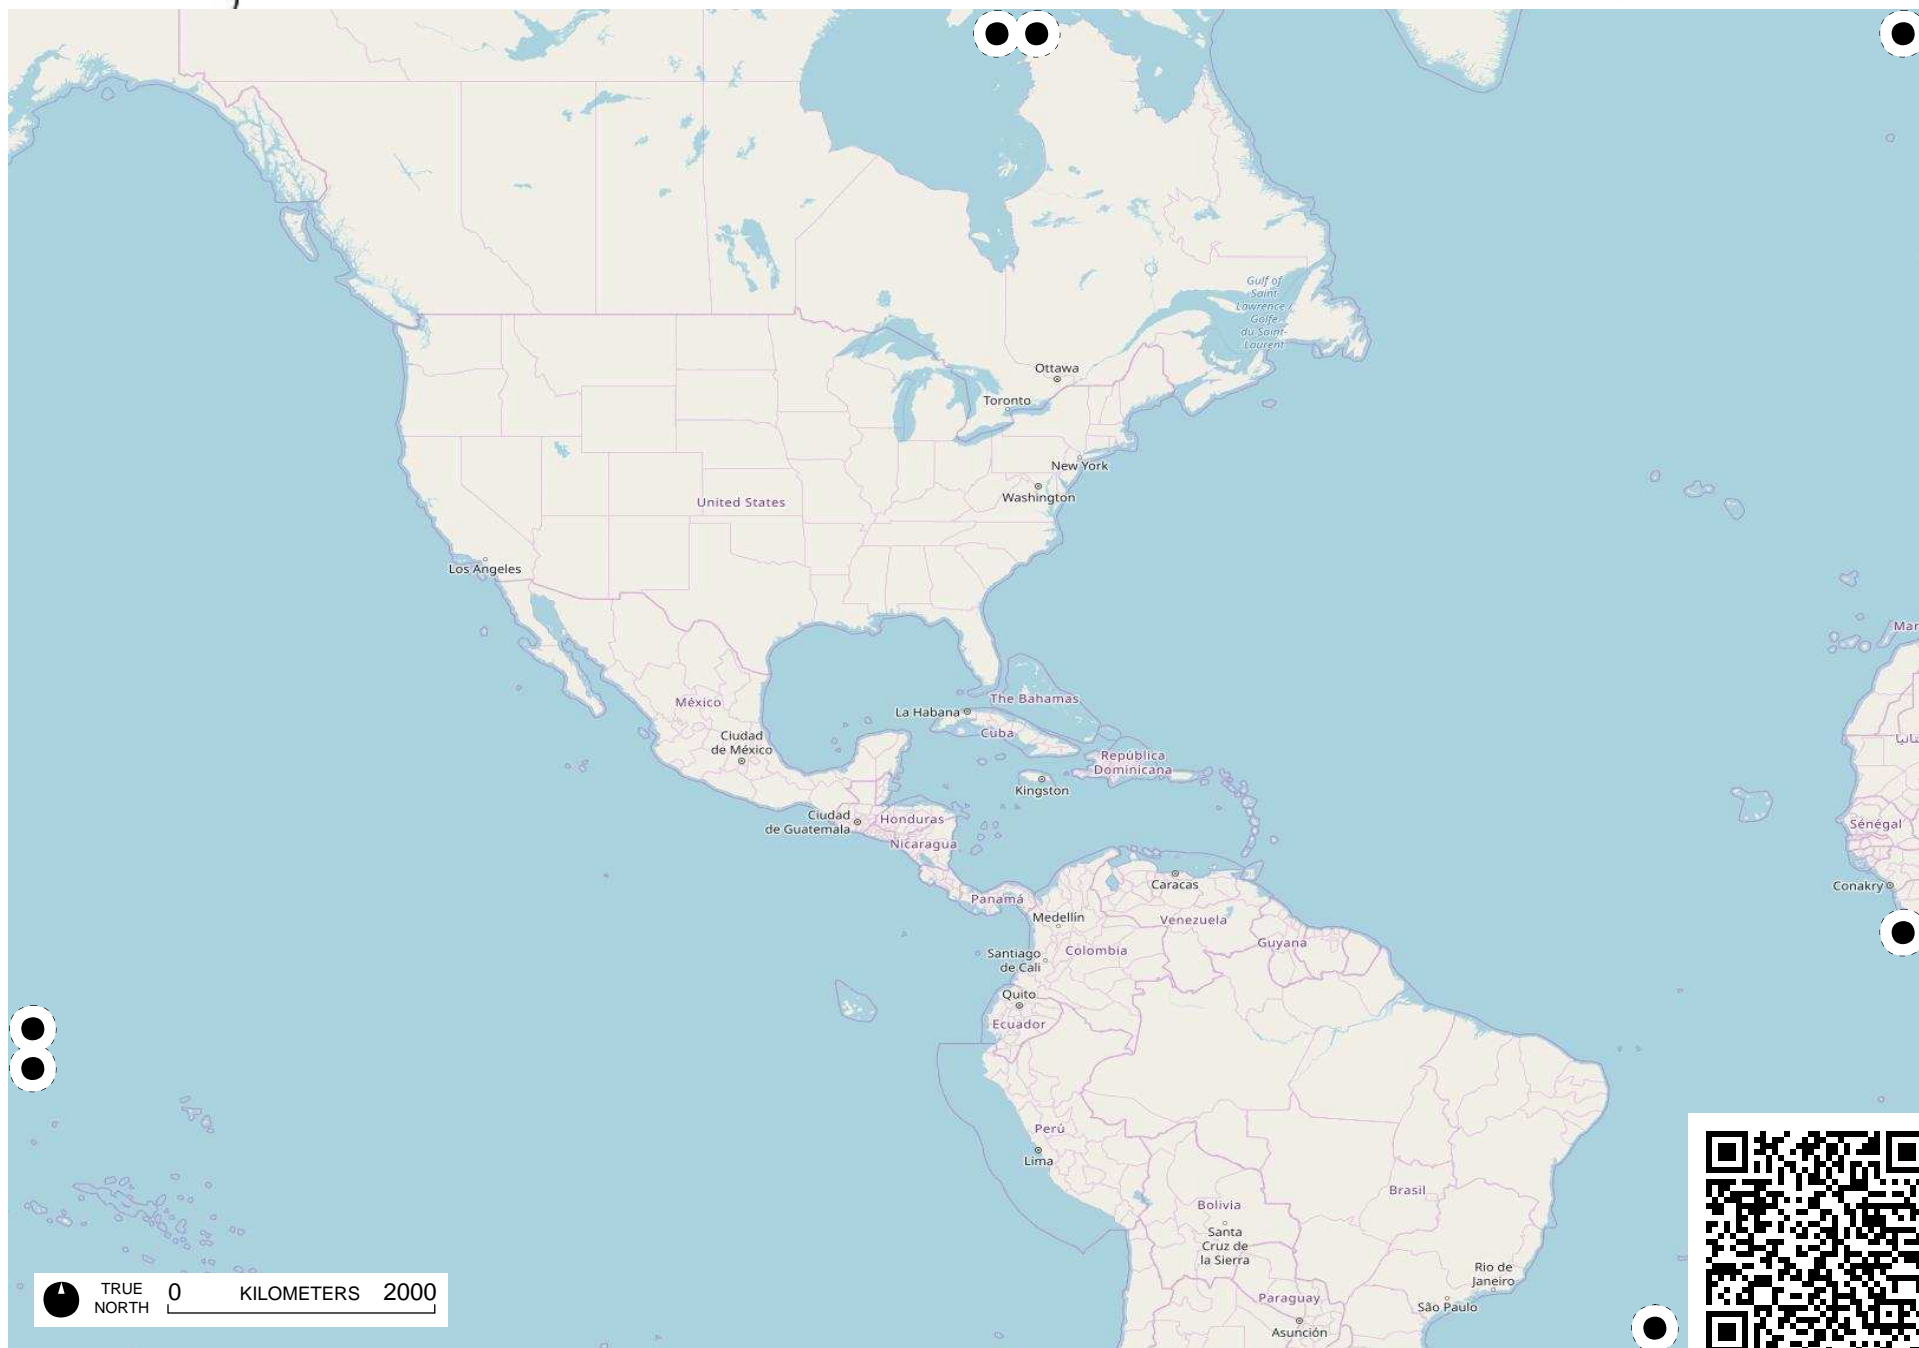 Gulf of
Saint
Lawrence /
Golfe
du Saint-
Laurent
Ottawa
Toronto
New York
Washington
United States
Los Angeles
México
Ciudad
de México
La Habana
The Bahamas
Cuba
República
Dominicana
Kingston
Ciudad
de Guatemala
Honduras
Nicaragua
Mar
Sénégal
Conakry
Panamá
Caracas
Medellín
Venezuela
Guyana
Santiago
de Cali
Colombia
Quito
Ecuador
Perú
Lima
Brasil
Bolivia
Santa
Cruz de
la Sierra
Rio de
Janeiro
São Paulo
Paraguay
Asunción
TRUE
NORTH
0 KILOMETERS 2000